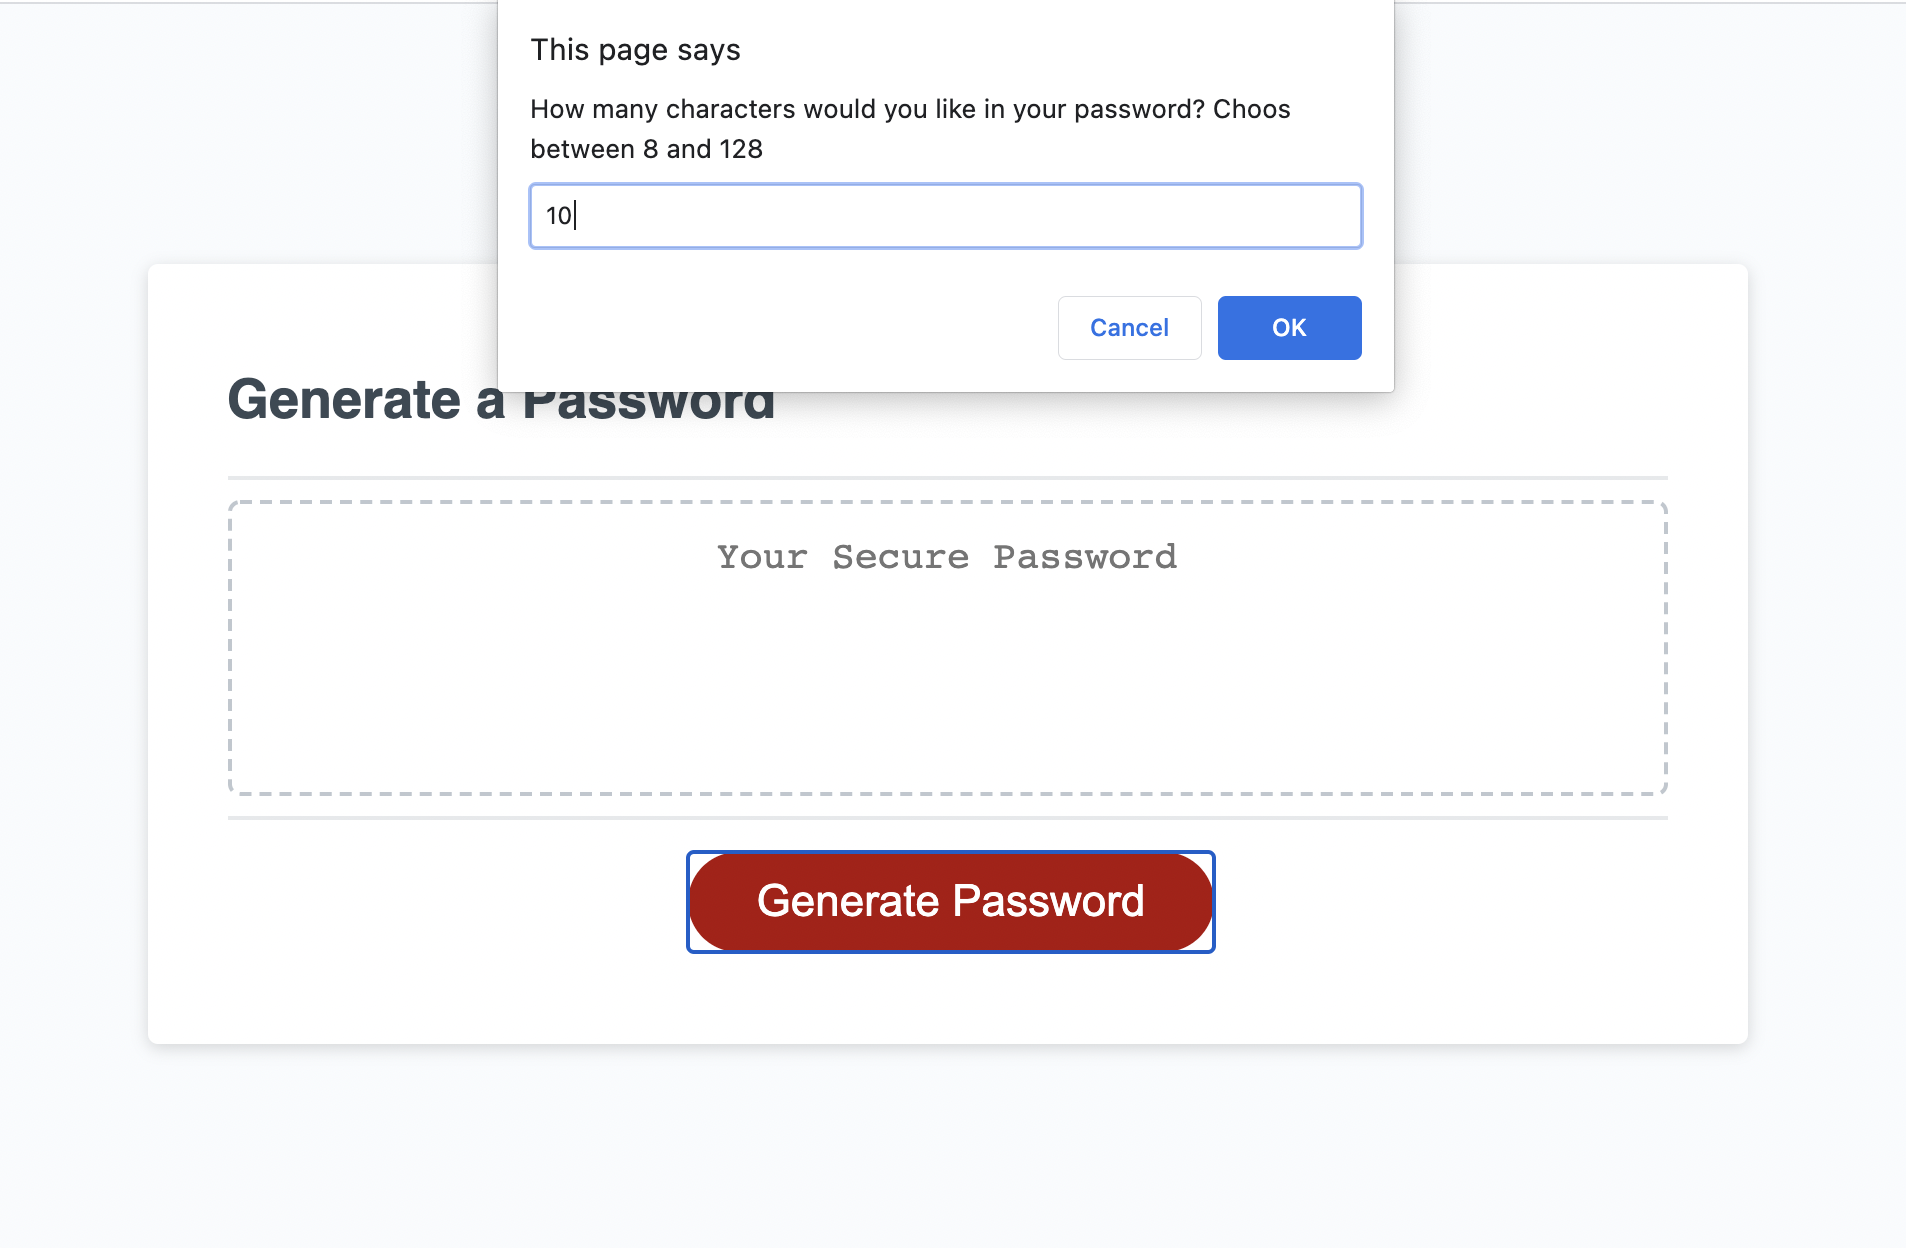 This page says
How many characters would you like in your password? Choos
between 8 and 128
10
Cancel
OK
Generate a Password
Your Secure Password
Generate Password